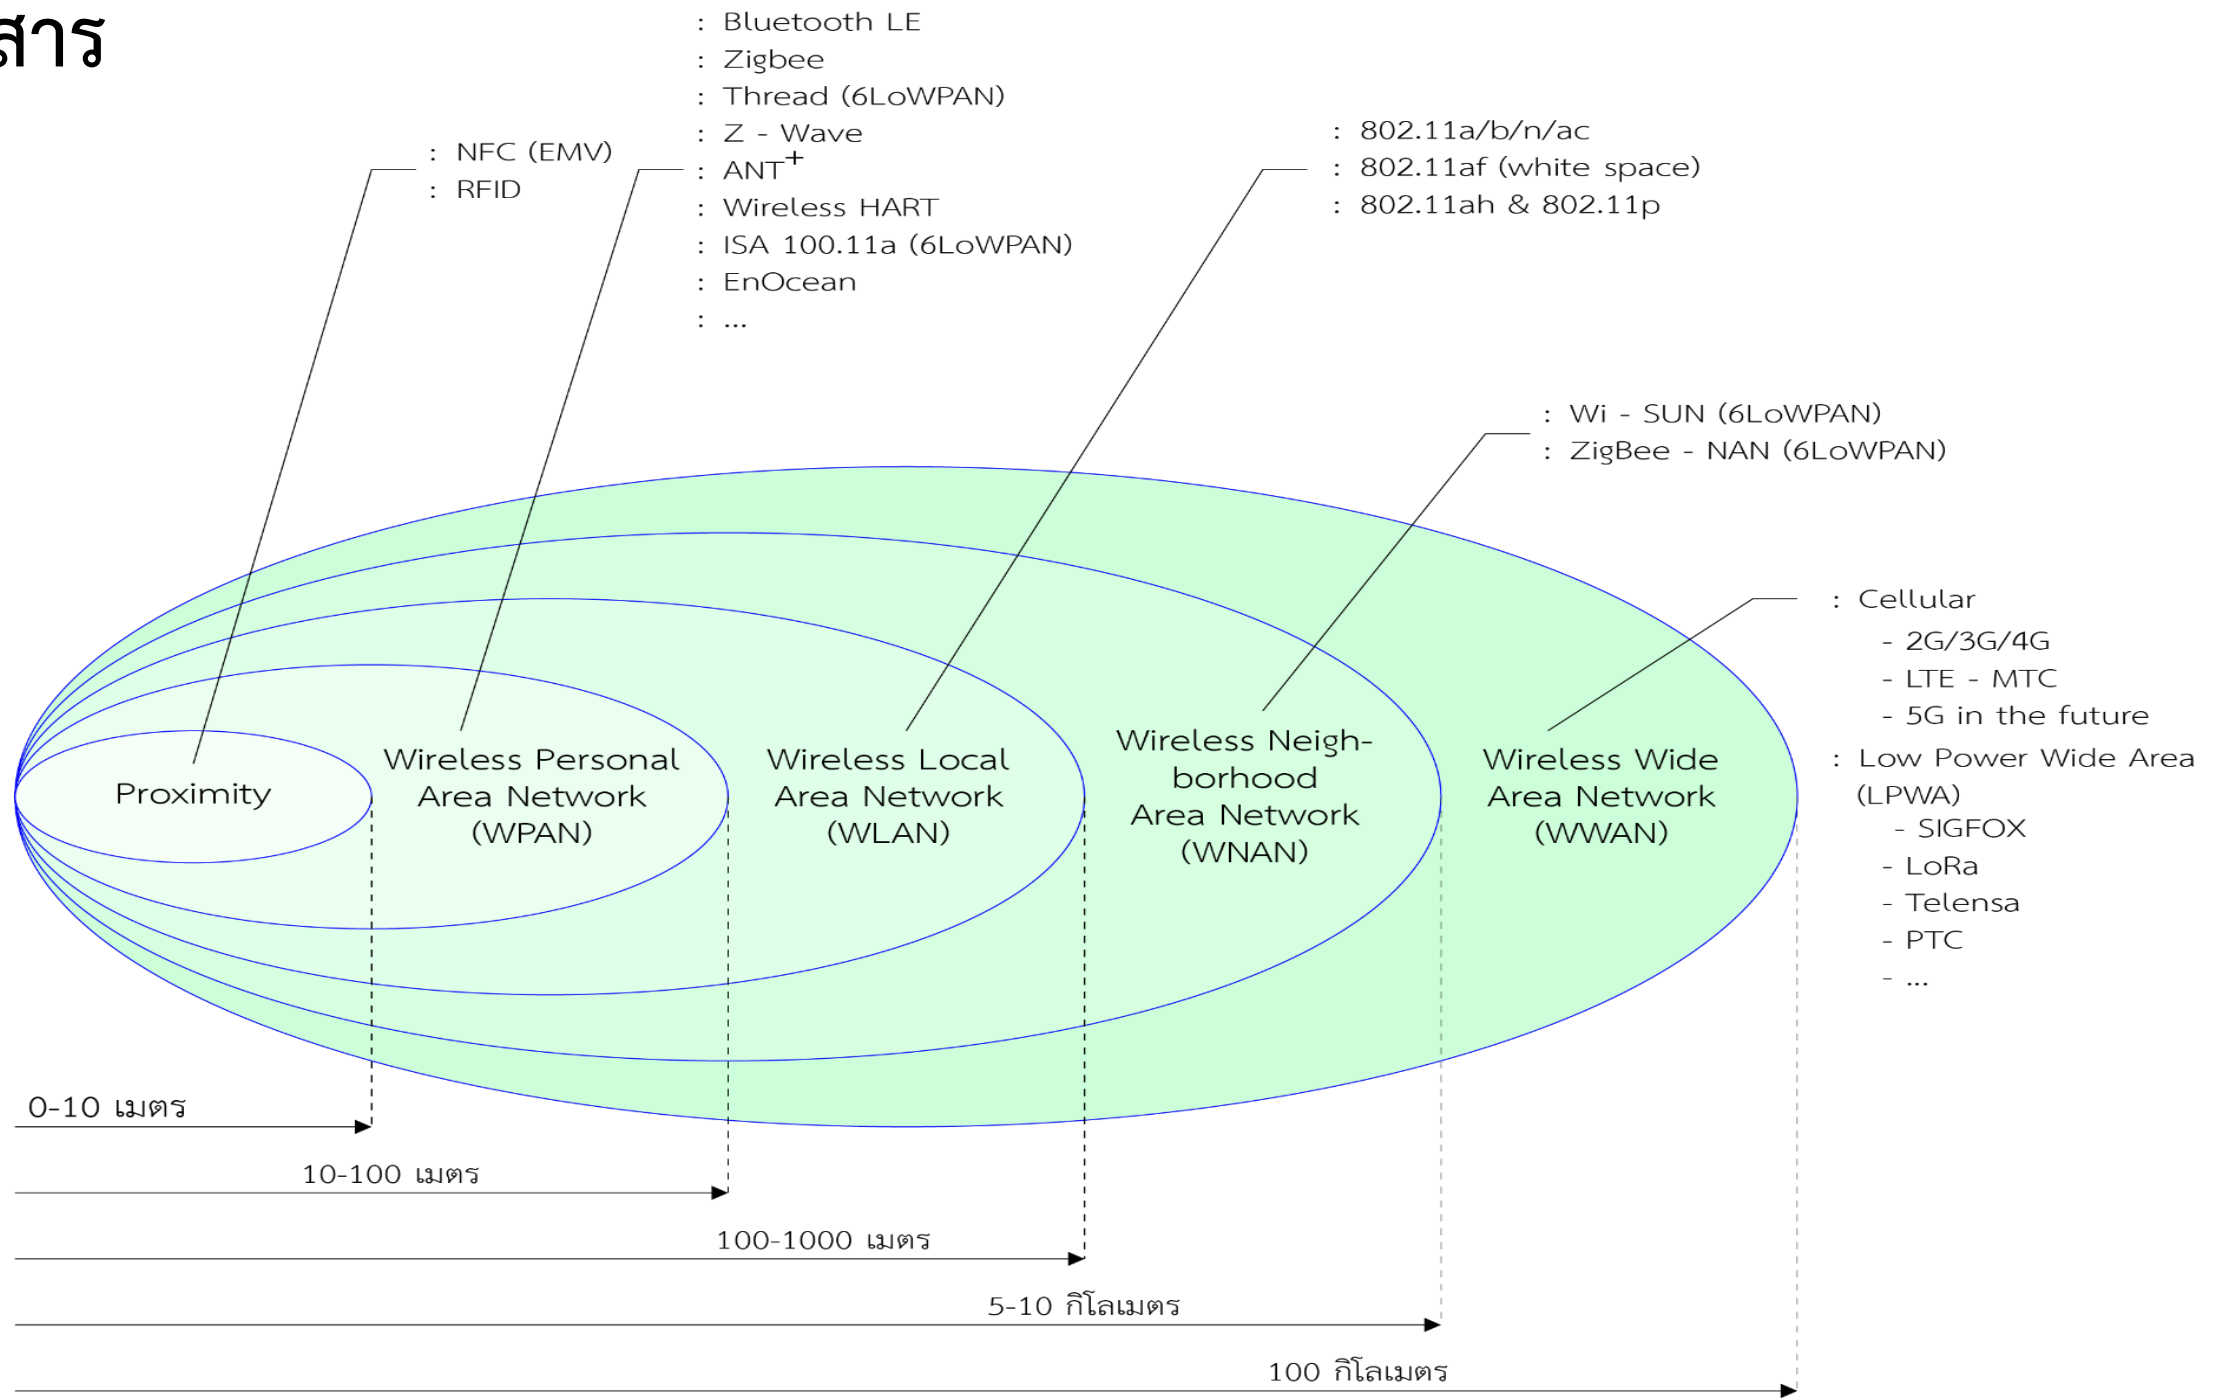 สาร
: Bluetooth LE
: Zigbee
: Thread (6LoWPAN)
: Z - Wave
: ANT+
: Wireless HART
: ISA 100.11a (6LoWPAN)
: EnOcean
: ...
: NFC (EMV)
: RFID
: 802.11a/b/n/ac
: 802.11af (white space)
: 802.11ah & 802.11p
: Wi - SUN (6LoWPAN)
: ZigBee - NAN (6LoWPAN)
: Cellular
- 2G/3G/4G
- LTE - MTC
- 5G in the future
: Low Power Wide Area
(LPWA)
- SIGFOX
- LoRa
- Telensa
- PTC
- ...
Proximity
Wireless Personal
Area Network
(WPAN)
Wireless Local
Area Network
(WLAN)
Wireless Neigh-
borhood
Area Network
(WNAN)
Wireless Wide
Area Network
(WWAN)
0-10 เมตร
10-100 เมตร
100-1000 เมตร
5-10 กิโลเมตร
100 กิโลเมตร